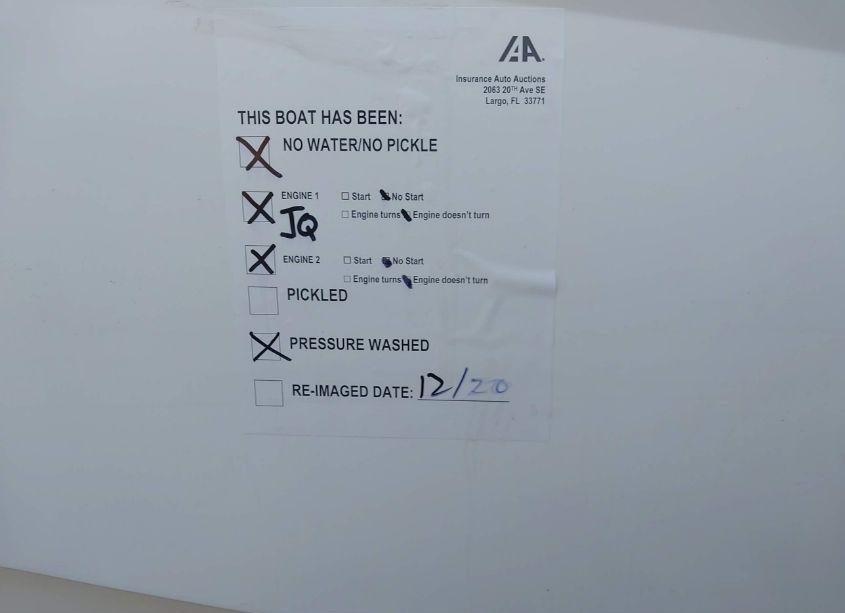 IAA
Insurance Auto Auctions
2063 20TH Ave SE
Largo, FL 33771
THIS BOAT HAS BEEN:
NO WATER/NO PICKLE
ENGINE 1 Start No Start
Engine turns Engine doesn't turn
JQ
ENGINE 2 Start No Start
Engine turns Engine doesn't turn
PICKLED
PRESSURE WASHED
RE-IMAGED DATE: 12/20